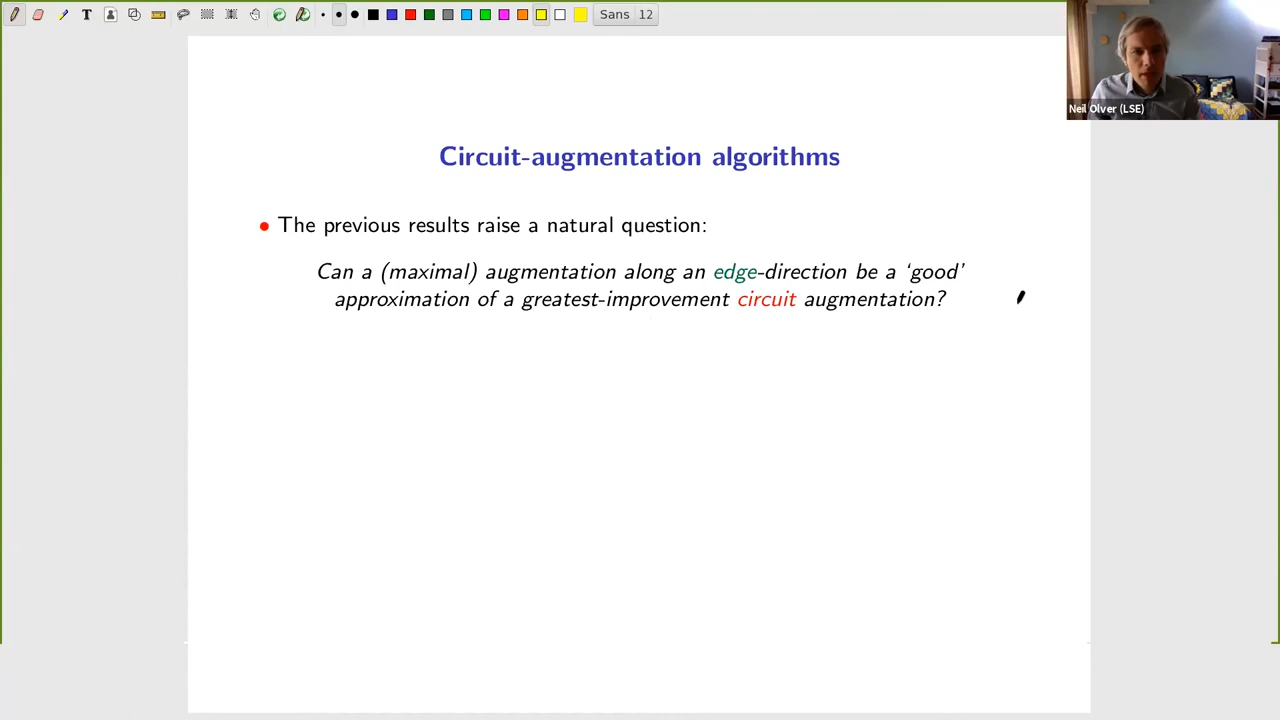 Sans 12
Neil Olver (LSE)
Circuit-augmentation algorithms
• The previous results raise a natural question:
Can a (maximal) augmentation along an edge-direction be a ‘good’
approximation of a greatest-improvement circuit augmentation?